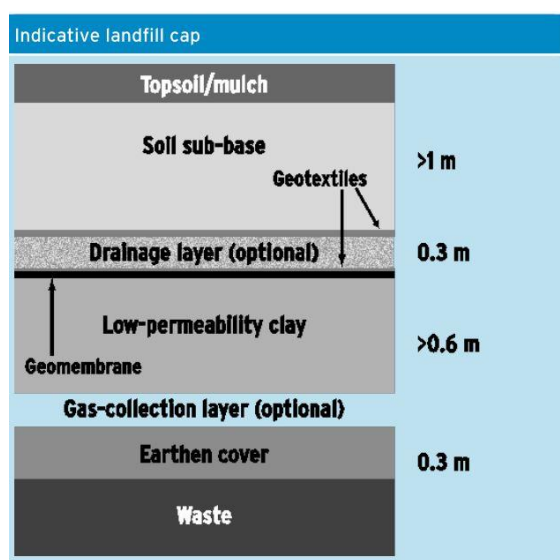 Indicative landfill cap
Topsoil/mulch
Soil sub-base
>1 m
Geotextiles
Drainage layer (optional)
0.3 m
Low-permeability clay
>0.6 m
Geomembrane
Gas-collection layer (optional)
Earthen cover
0.3 m
Waste